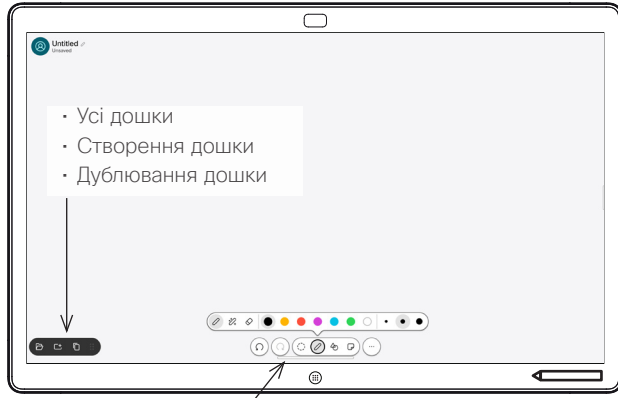 Untitled
Unsaved
· Усі дошки
· Створення дошки
· Дублювання дошки